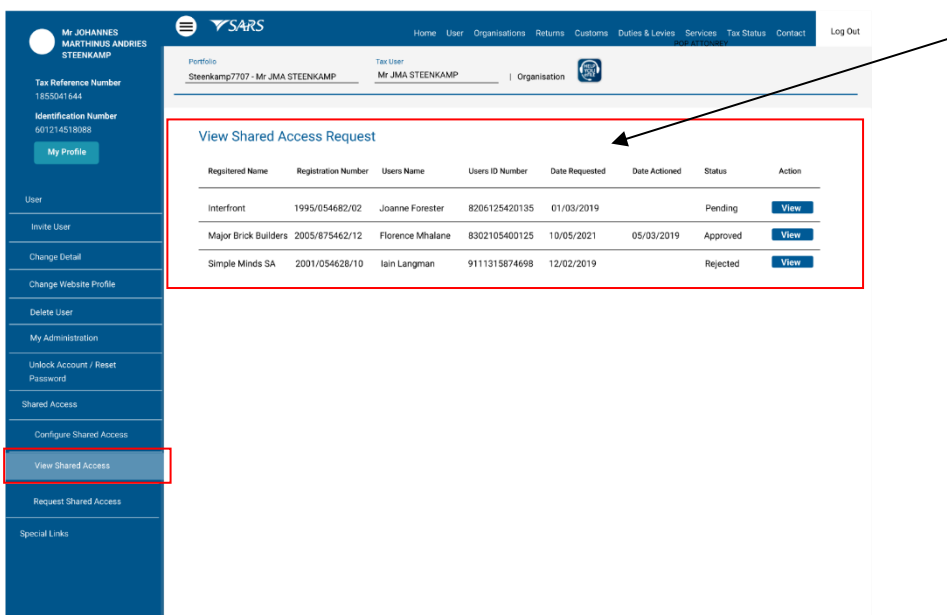 Mr JOHANNES
MARTHINUS ANDRIES
STEENKAMP
Tax Reference Number
1855041644
Identification Number
601214518088
My Profile
User
Invite User
Change Detail
Change Website Profile
Delete User
My Administration
Unlock Account / Reset
Password
Shared Access
Configure Shared Access
View Shared Access
Request Shared Access
Special Links
SARS
Home User Organisations Returns Customs Duties & Levies Services Tax Status Contact Log Out
POP ATTONREY
Portfolio Tax User
Steenkamp7707 - Mr JMA STEENKAMP Mr JMA STEENKAMP | Organisation
HELP YOU
View Shared Access Request
Regsitered Name Registration Number Users Name Users ID Number Date Requested Date Actioned Status Action
Interfront 1995/054682/02 Joanne Forester 8206125420135 01/03/2019 Pending View
Major Brick Builders 2005/875462/12 Florence Mhalane 8302105400125 10/05/2021 05/03/2019 Approved View
Simple Minds SA 2001/054628/10 Iain Langman 9111315874698 12/02/2019 Rejected View